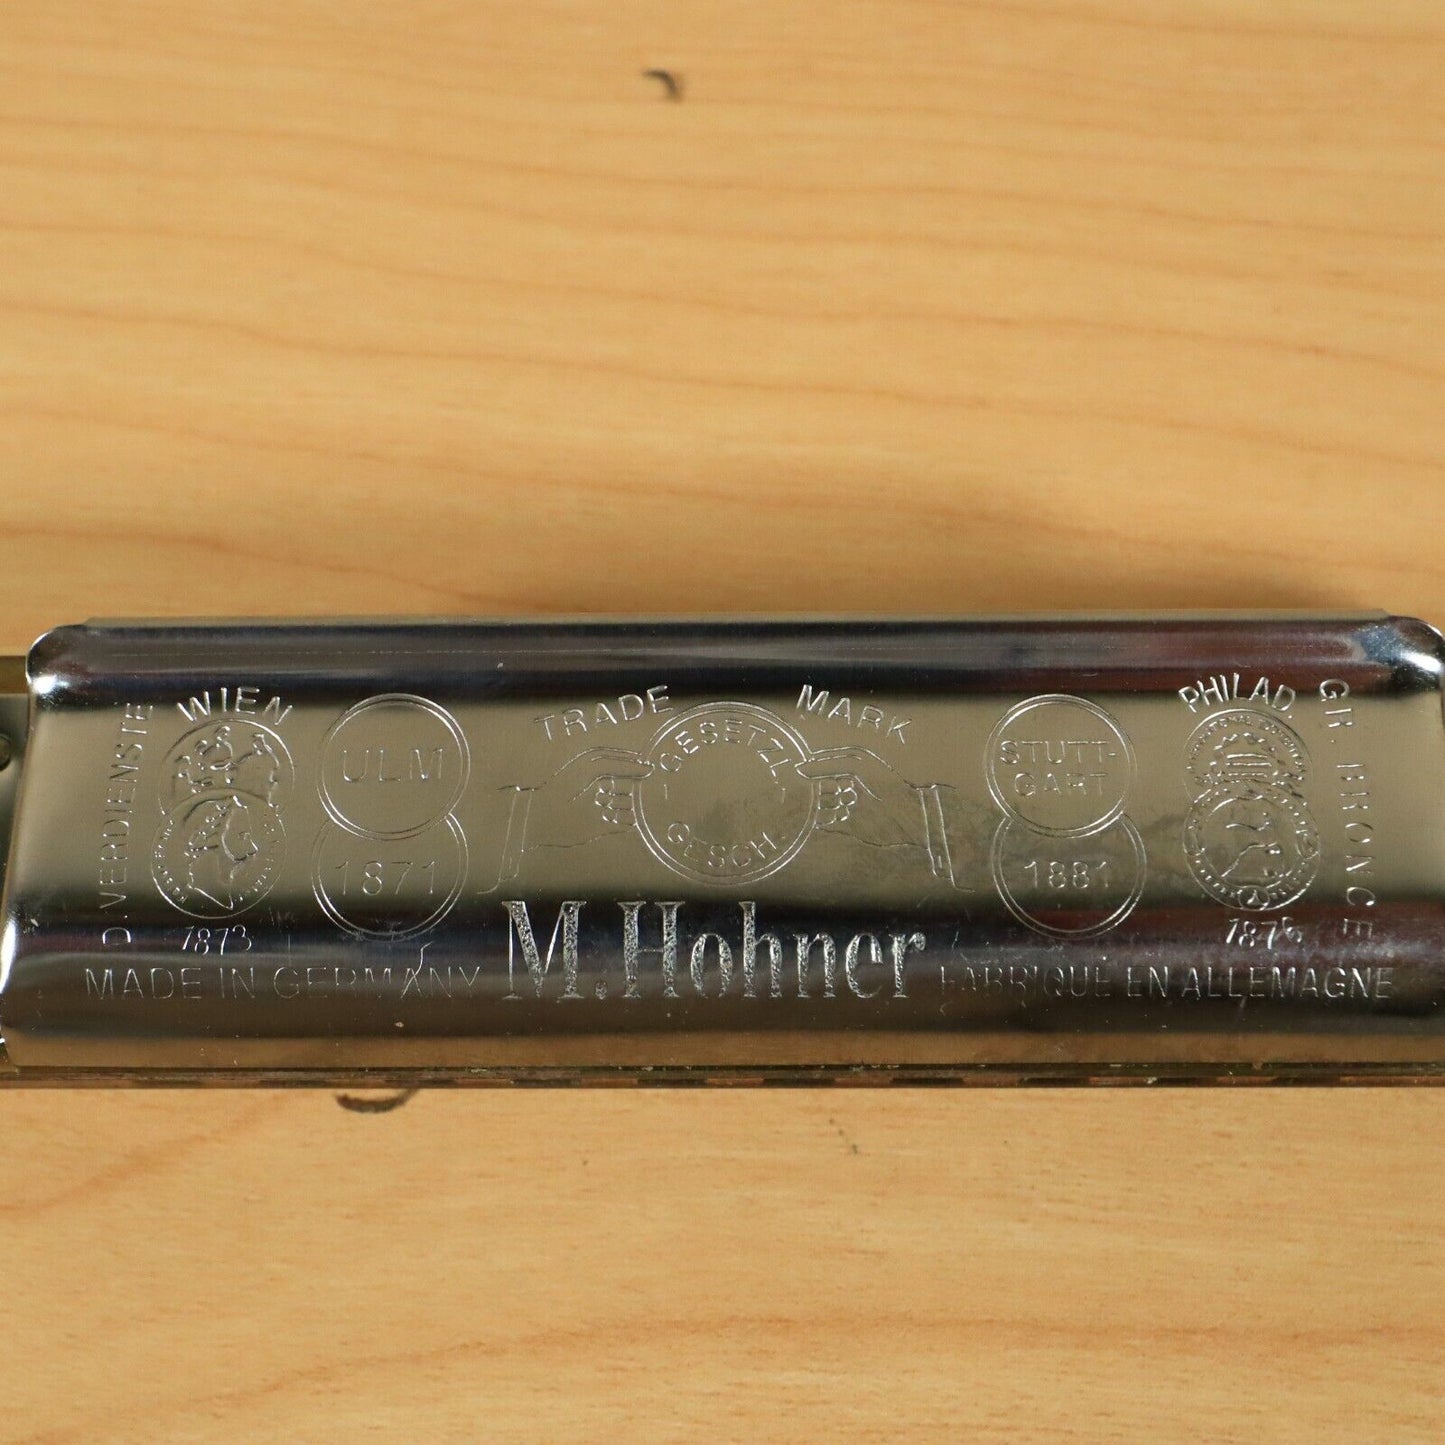 D.VERDIENSTE
WIEN
1873
ULM
1871
TRADE MARK
GESETZL.
GESCH.
STUTT-
GART
1881
PHILAD.
1876
GR. BRONCE
MADE IN GERMANY
M. Hohner
FABRIQUE EN ALLEMAGNE